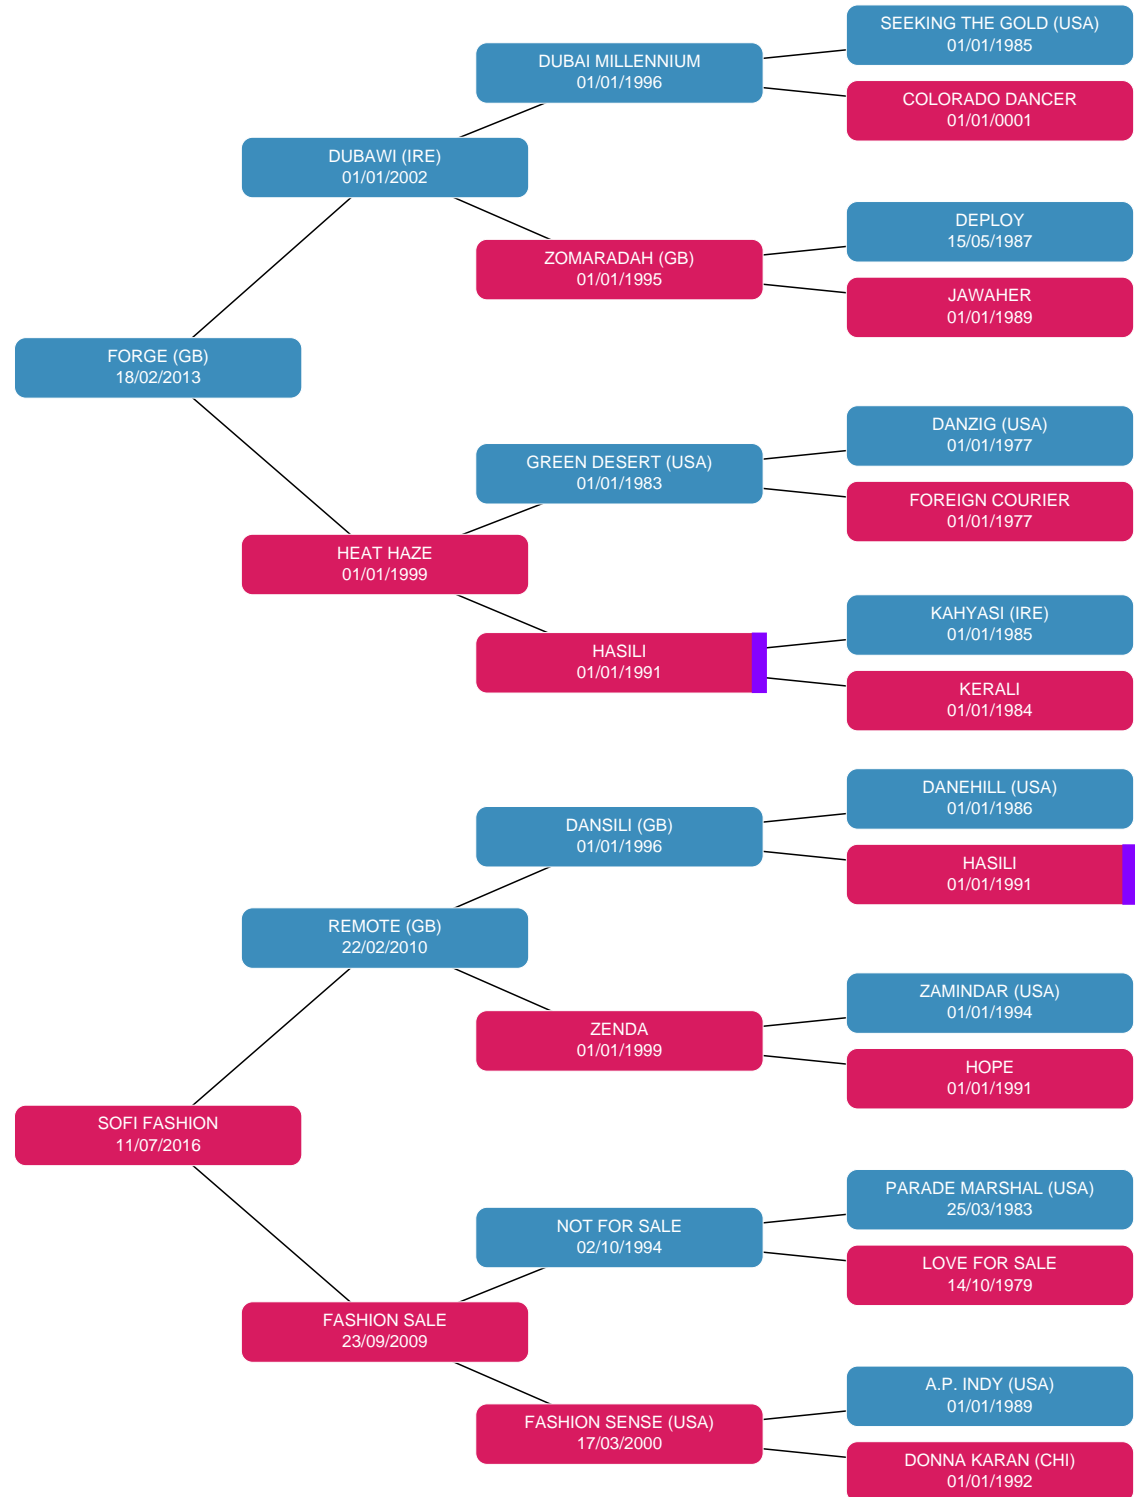 SEEKING THE GOLD (USA)
01/01/1985
DUBAI MILLENNIUM
01/01/1996
COLORADO DANCER
01/01/0001
DUBAWI (IRE)
01/01/2002
DEPLOY
15/05/1987
ZOMARADAH (GB)
01/01/1995
JAWAHER
01/01/1989
FORGE (GB)
18/02/2013
DANZIG (USA)
01/01/1977
GREEN DESERT (USA)
01/01/1983
FOREIGN COURIER
01/01/1977
HEAT HAZE
01/01/1999
KAHYASI (IRE)
01/01/1985
HASILI
01/01/1991
KERALI
01/01/1984
DANEHILL (USA)
01/01/1986
DANSILI (GB)
01/01/1996
HASILI
01/01/1991
REMOTE (GB)
22/02/2010
ZAMINDAR (USA)
01/01/1994
ZENDA
01/01/1999
HOPE
01/01/1991
SOFI FASHION
11/07/2016
PARADE MARSHAL (USA)
25/03/1983
NOT FOR SALE
02/10/1994
LOVE FOR SALE
14/10/1979
FASHION SALE
23/09/2009
A.P. INDY (USA)
01/01/1989
FASHION SENSE (USA)
17/03/2000
DONNA KARAN (CHI)
01/01/1992